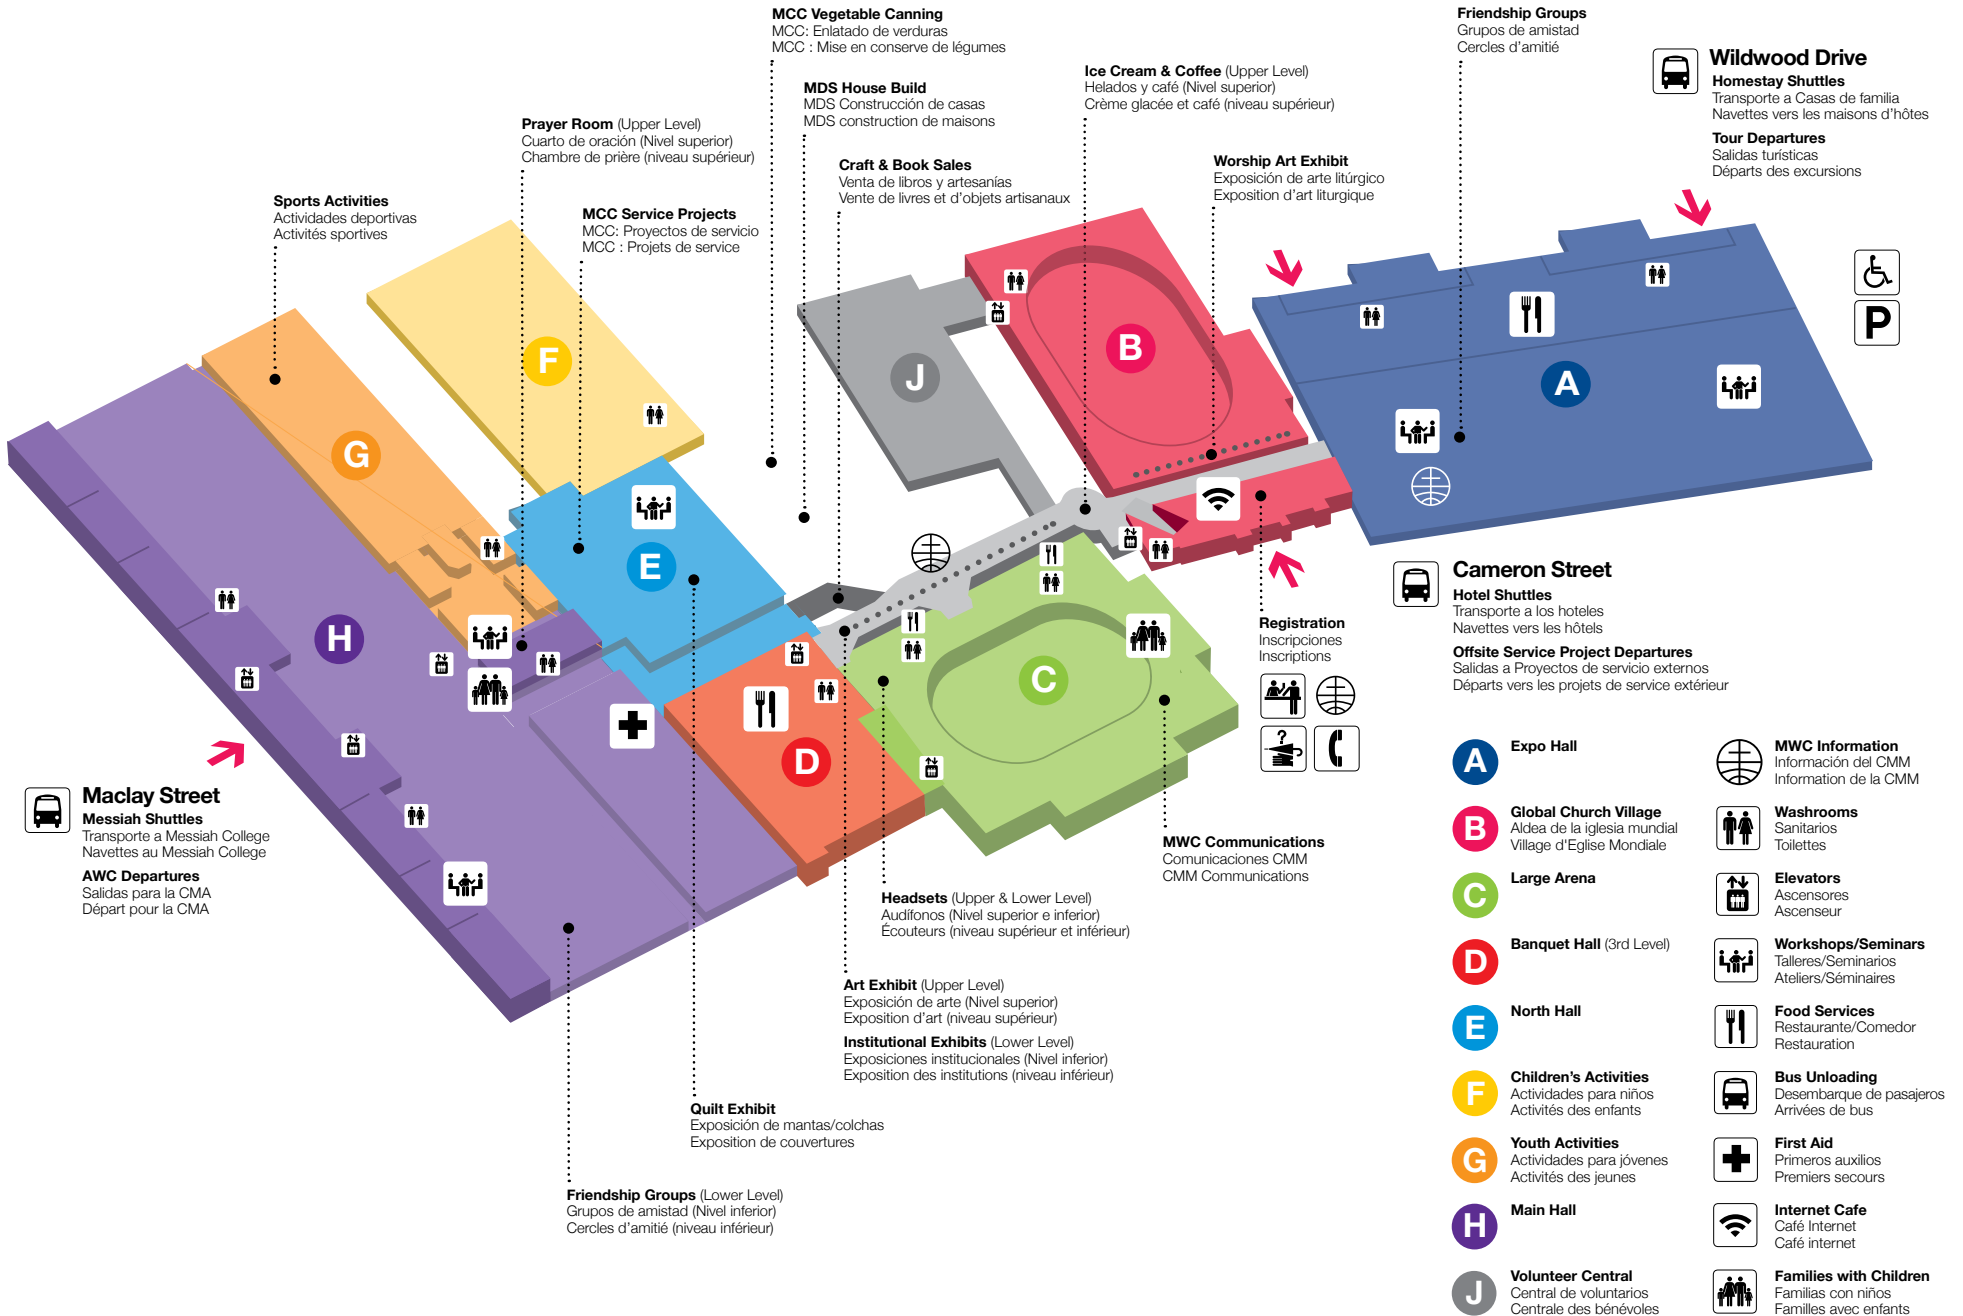 MCC Vegetable Canning
MCC: Enlatado de verduras
MCC : Mise en conserve de légumes
Friendship Groups
Grupos de amistad
Cercles d'amitié
Wildwood Drive
Homestay Shuttles
Transporte a Casas de familia
Navettes vers les maisons d'hôtes
Tour Departures
Salidas turísticas
Départs des excursions
Ice Cream & Coffee (Upper Level)
Helados y café (Nivel superior)
Crème glacée et café (niveau supérieur)
MDS House Build
MDS Construcción de casas
MDS construction de maisons
Prayer Room (Upper Level)
Cuarto de oración (Nivel superior)
Chambre de prière (niveau supérieur)
Craft & Book Sales
Venta de libros y artesanías
Vente de livres et d'objets artisanaux
Worship Art Exhibit
Exposición de arte litúrgico
Exposition d'art liturgique
Sports Activities
Actividades deportivas
Activités sportives
MCC Service Projects
MCC: Proyectos de servicio
MCC : Projets de service
P
F
B
J
A
G
E
H
C
D
?
Cameron Street
Hotel Shuttles
Transporte a los hoteles
Navettes vers les hôtels
Offsite Service Project Departures
Salidas a Proyectos de servicio externos
Départs vers les projets de service extérieur
Registration
Inscripciones
Inscriptions
Maclay Street
Messiah Shuttles
Transporte a Messiah College
Navettes au Messiah College
AWC Departures
Salidas para la CMA
Départ pour la CMA
MWC Communications
Comunicaciones CMM
CMM Communications
Headsets (Upper & Lower Level)
Audífonos (Nivel superior e inferior)
Écouteurs (niveau supérieur et inférieur)
Art Exhibit (Upper Level)
Exposición de arte (Nivel superior)
Exposition d'art (niveau supérieur)
Institutional Exhibits (Lower Level)
Exposiciones institucionales (Nivel inferior)
Exposition des institutions (niveau inférieur)
Quilt Exhibit
Exposición de mantas/colchas
Exposition de couvertures
Friendship Groups (Lower Level)
Grupos de amistad (Nivel inferior)
Cercles d'amitié (niveau inférieur)
A
Expo Hall
B
Global Church Village
Aldea de la iglesia mundial
Village d'Eglise Mondiale
C
Large Arena
D
Banquet Hall (3rd Level)
E
North Hall
F
Children's Activities
Actividades para niños
Activités des enfants
G
Youth Activities
Actividades para jóvenes
Activités des jeunes
H
Main Hall
J
Volunteer Central
Central de voluntarios
Centrale des bénévoles
MWC Information
Información del CMM
Information de la CMM
Washrooms
Sanitarios
Toilettes
Elevators
Ascensores
Ascenseur
Workshops/Seminars
Talleres/Seminarios
Ateliers/Séminaires
Food Services
Restaurante/Comedor
Restauration
Bus Unloading
Desembarque de pasajeros
Arrivées de bus
First Aid
Primeros auxilios
Premiers secours
Internet Cafe
Café Internet
Café internet
Families with Children
Familias con niños
Familles avec enfants